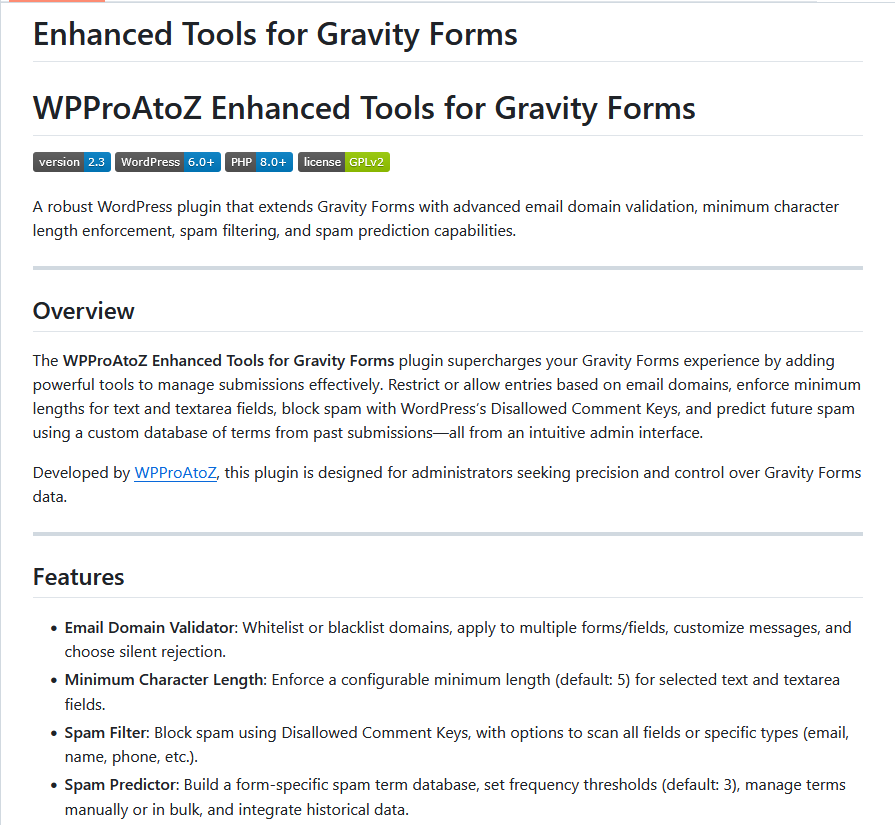 Enhanced Tools for Gravity Forms
WPProAtoZ Enhanced Tools for Gravity Forms
version 2.3 WordPress 6.0+ PHP 8.0+ license GPLv2
A robust WordPress plugin that extends Gravity Forms with advanced email domain validation, minimum character
length enforcement, spam filtering, and spam prediction capabilities.
Overview
The WPProAtoZ Enhanced Tools for Gravity Forms plugin supercharges your Gravity Forms experience by adding
powerful tools to manage submissions effectively. Restrict or allow entries based on email domains, enforce minimum
lengths for text and textarea fields, block spam with WordPress’s Disallowed Comment Keys, and predict future spam
using a custom database of terms from past submissions—all from an intuitive admin interface.
Developed by WPProAtoZ, this plugin is designed for administrators seeking precision and control over Gravity Forms
data.
Features
• Email Domain Validator: Whitelist or blacklist domains, apply to multiple forms/fields, customize messages, and
choose silent rejection.
• Minimum Character Length: Enforce a configurable minimum length (default: 5) for selected text and textarea
fields.
• Spam Filter: Block spam using Disallowed Comment Keys, with options to scan all fields or specific types (email,
name, phone, etc.).
• Spam Predictor: Build a form-specific spam term database, set frequency thresholds (default: 3), manage terms
manually or in bulk, and integrate historical data.